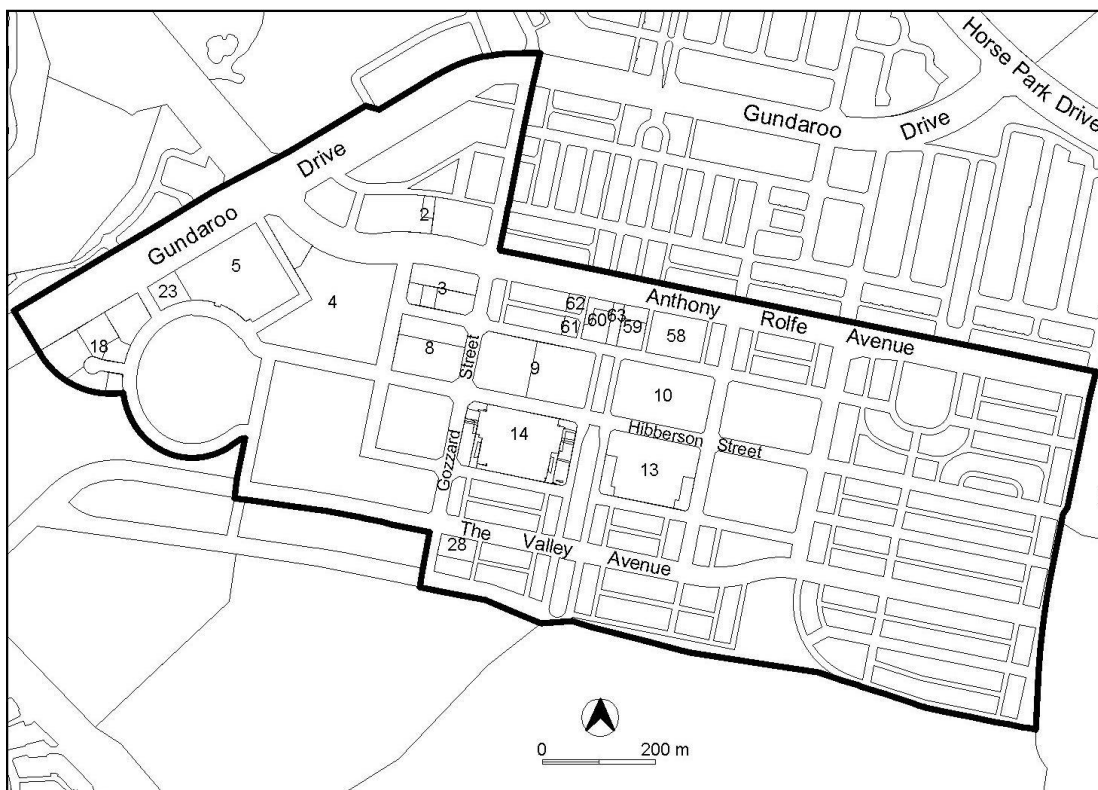 Horse Park Drive
Gundaroo Drive
Gundaroo Drive
2
5
23
4
3
62
61
60
63
59
58
Anthony Rolfe Avenue
18
8
Gozzard Street
9
10
14
Hibberson Street
13
28
The Valley Avenue
0 200 m